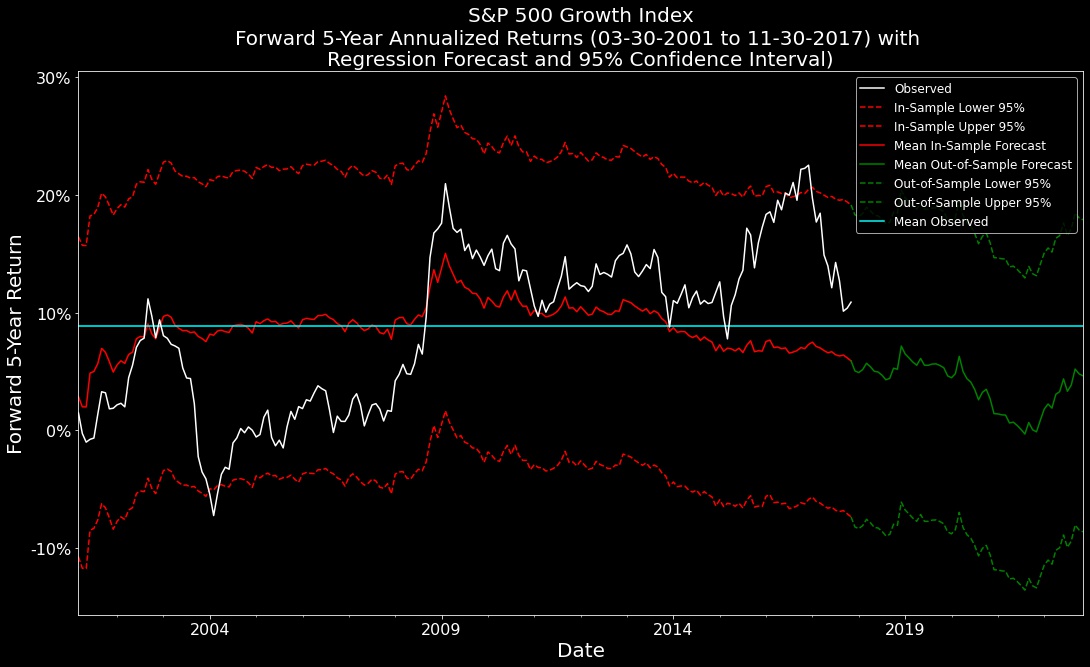 S&P 500 Growth Index
Forward 5-Year Annualized Returns (03-30-2001 to 11-30-2017) with
Regression Forecast and 95% Confidence Interval)
30%
20%
10%
0%
-10%
Forward 5-Year Return
Observed
In-Sample Lower 95%
In-Sample Upper 95%
Mean In-Sample Forecast
Mean Out-of-Sample Forecast
Out-of-Sample Lower 95%
Out-of-Sample Upper 95%
Mean Observed
2004
2009
2014
2019
Date